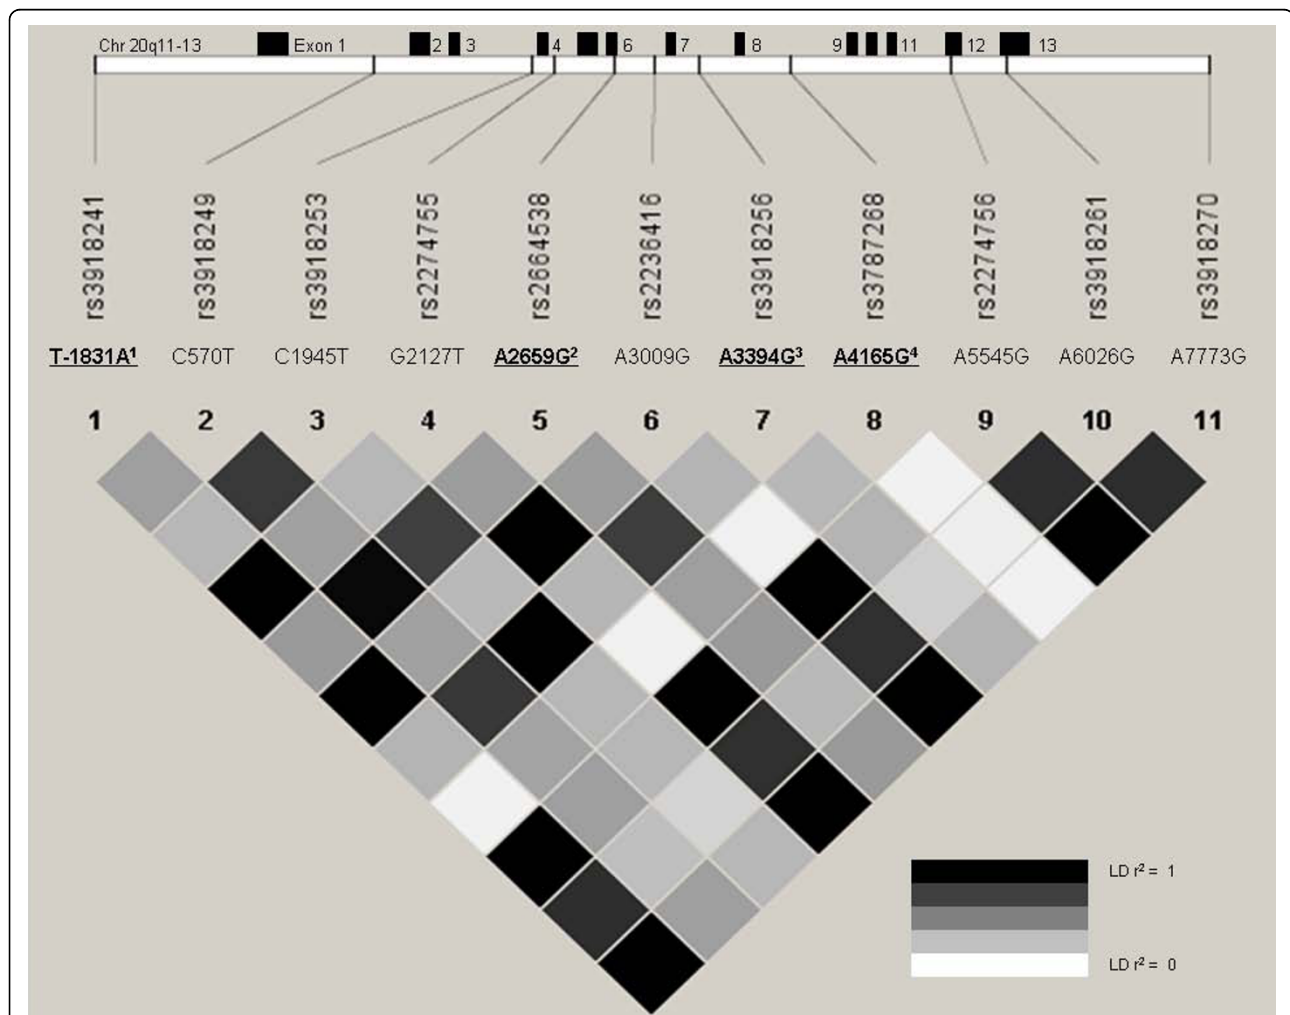 Chr 20q11-13 Exon 1 2 3 4 6 7 8 9 11 12 13
rs3918241 rs3918249 rs3918253 rs2274755 rs2664538 rs2236416 rs3918256 rs3787268 rs2274756 rs3918261 rs3918270
T-1831A¹ C570T C1945T G2127T A2659G² A3009G A3394G³ A4165G⁴ A5545G A6026G A7773G
1 2 3 4 5 6 7 8 9 10 11
LD r² = 1
LD r² = 0